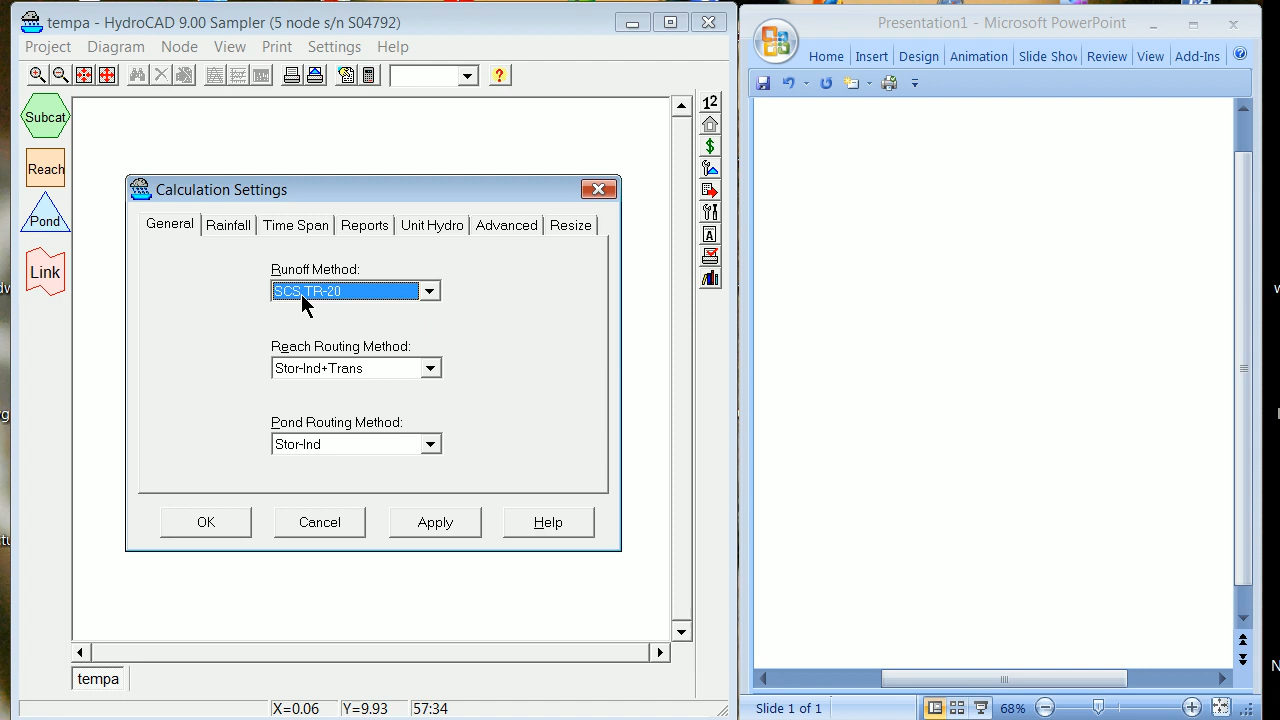 tempa - HydroCAD 9.00 Sampler (5 node s/n S04792)
Project Diagram Node View Print Settings Help
Subcat
Reach
Pond
Link
12
$
A
?
Calculation Settings
General Rainfall Time Span Reports Unit Hydro Advanced Resize
Runoff Method:
SCS TR-20
Reach Routing Method:
Stor-Ind+Trans
Pond Routing Method:
Stor-Ind
OK Cancel Apply Help
tempa
X=0.06 Y=9.93 57:34
Presentation1 - Microsoft PowerPoint
Home Insert Design Animation Slide Shov Review View Add-Ins
Slide 1 of 1 68%